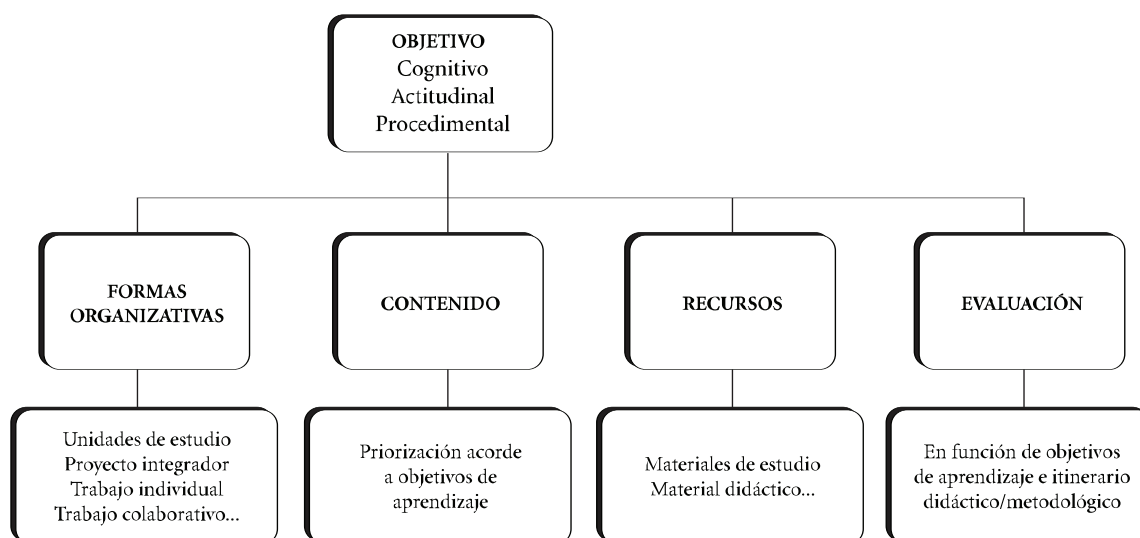 OBJETIVO
Cognitivo
Actitudinal
Procedimental
FORMAS
ORGANIZATIVAS
CONTENIDO
RECURSOS
EVALUACIÓN
Unidades de estudio
Proyecto integrador
Trabajo individual
Trabajo colaborativo...
Priorización acorde
a objetivos de
aprendizaje
Materiales de estudio
Material didáctico...
En función de objetivos
de aprendizaje e itinerario
didáctico/metodológico